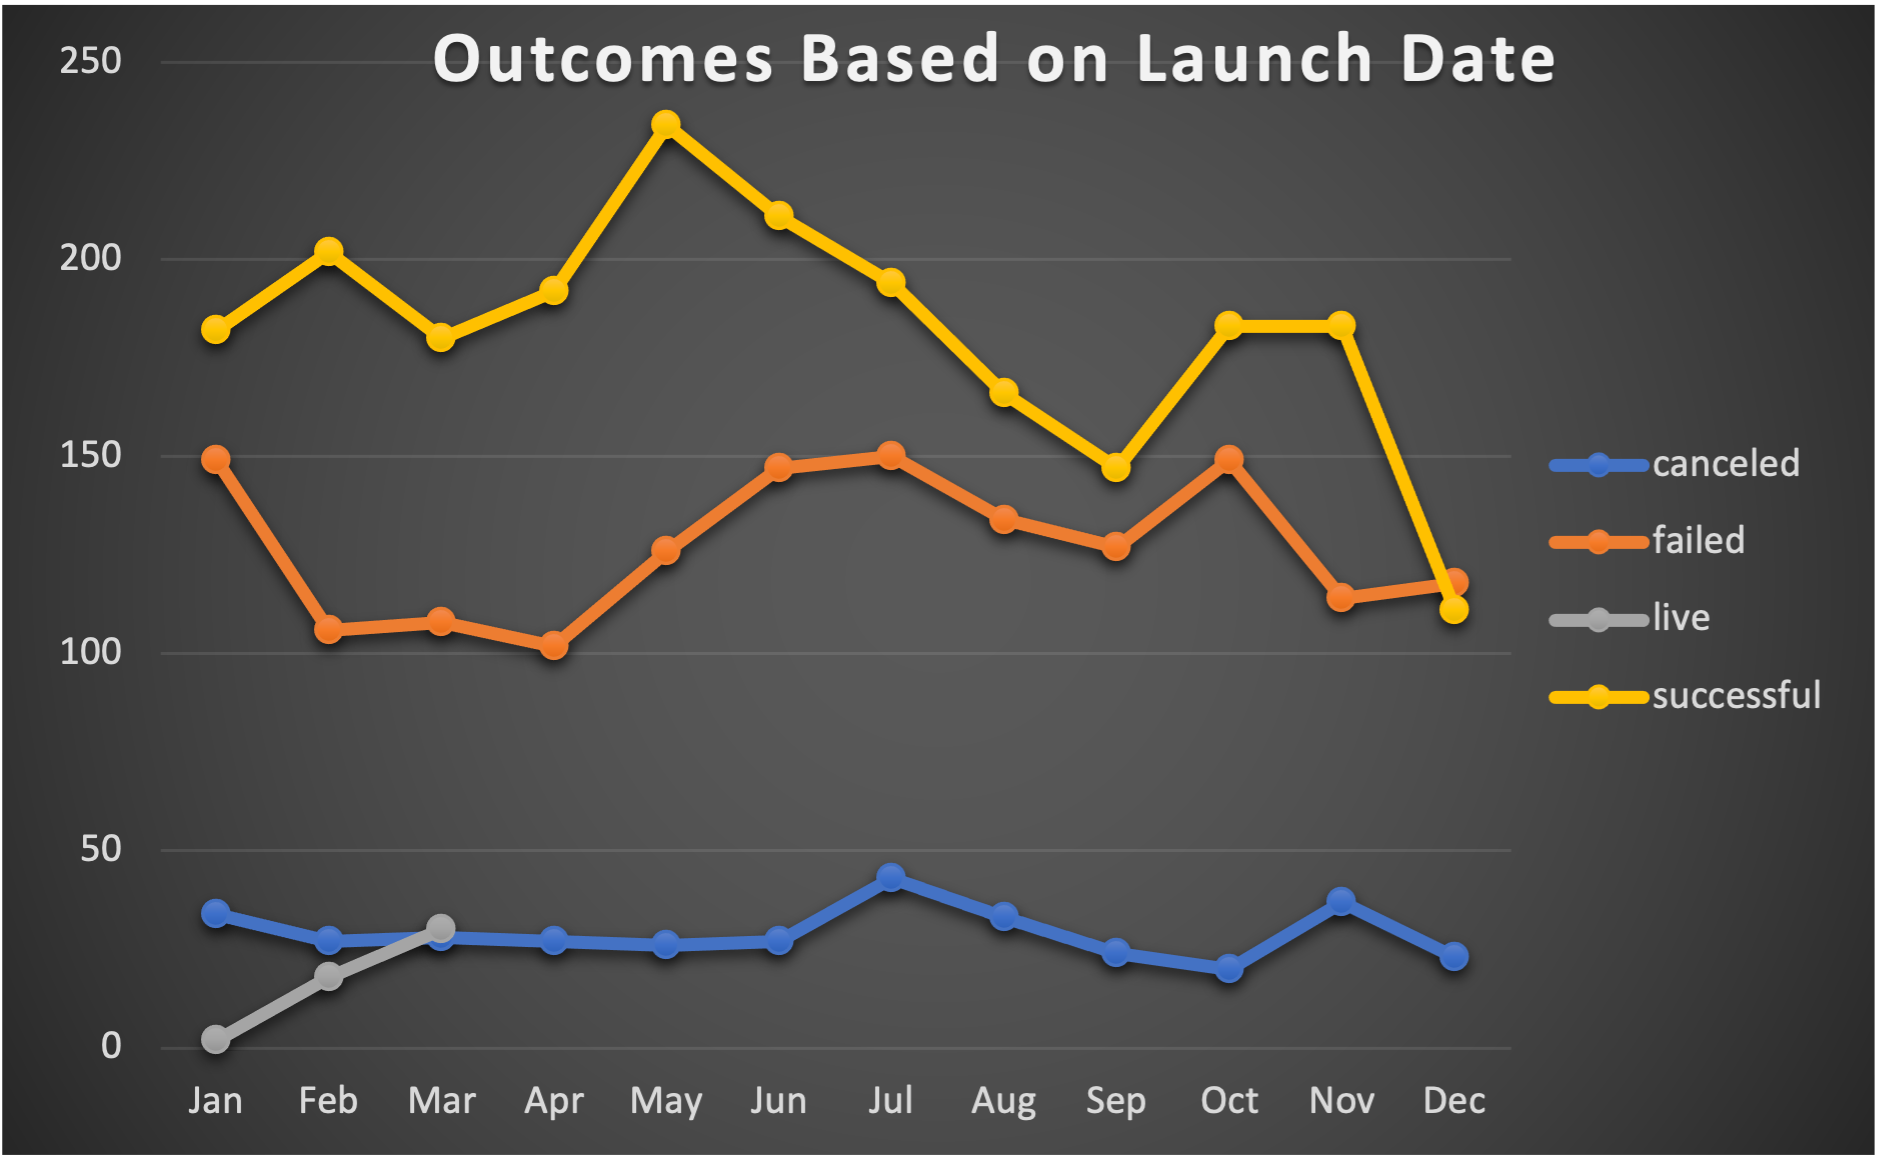 Outcomes Based on Launch Date
250
200
150
100
50
0
Jan Feb Mar Apr May Jun Jul Aug Sep Oct Nov Dec
canceled
failed
live
successful